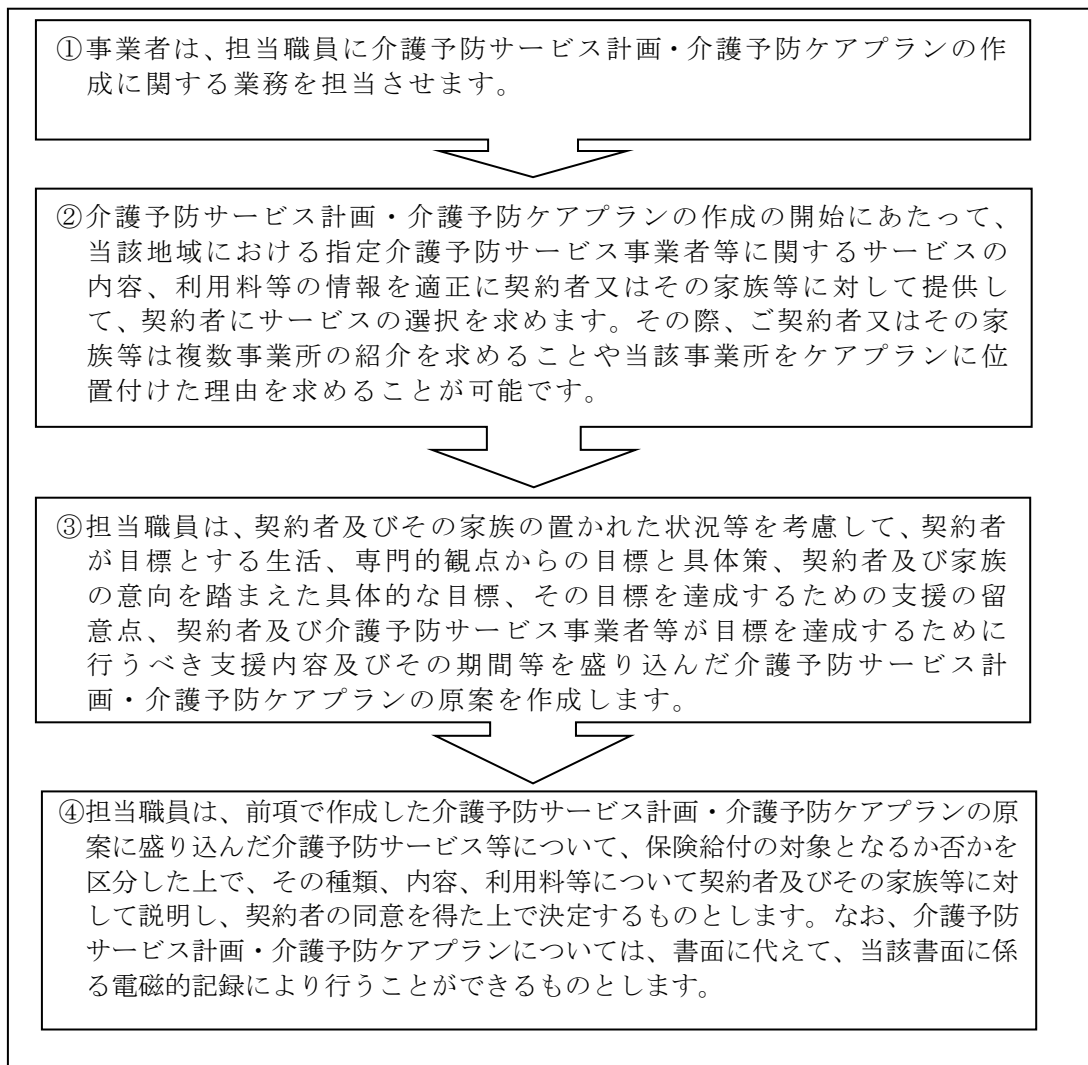 ①事業者は、担当職員に介護予防サービス計画・介護予防ケアプランの作
成に関する業務を担当させます。
②介護予防サービス計画・介護予防ケアプランの作成の開始にあたって、
当該地域における指定介護予防サービス事業者等に関するサービスの
内容、利用料等の情報を適正に契約者又はその家族等に対して提供し
て、契約者にサービスの選択を求めます。その際、ご契約者又はその家
族等は複数事業所の紹介を求めることや当該事業所をケアプランに位
置付けた理由を求めることが可能です。
③担当職員は、契約者及びその家族の置かれた状況等を考慮して、契約者
が目標とする生活、専門的観点からの目標と具体策、契約者及び家族
の意向を踏まえた具体的な目標、その目標を達成するための支援の留
意点、契約者及び介護予防サービス事業者等が目標を達成するために
行うべき支援内容及びその期間等を盛り込んだ介護予防サービス計
画・介護予防ケアプランの原案を作成します。
④担当職員は、前項で作成した介護予防サービス計画・介護予防ケアプランの原
案に盛り込んだ介護予防サービス等について、保険給付の対象となるか否かを
区分した上で、その種類、内容、利用料等について契約者及びその家族等に対
して説明し、契約者の同意を得た上で決定するものとします。なお、介護予防
サービス計画・介護予防ケアプランについては、書面に代えて、当該書面に係
る電磁的記録により行うことができるものとします。